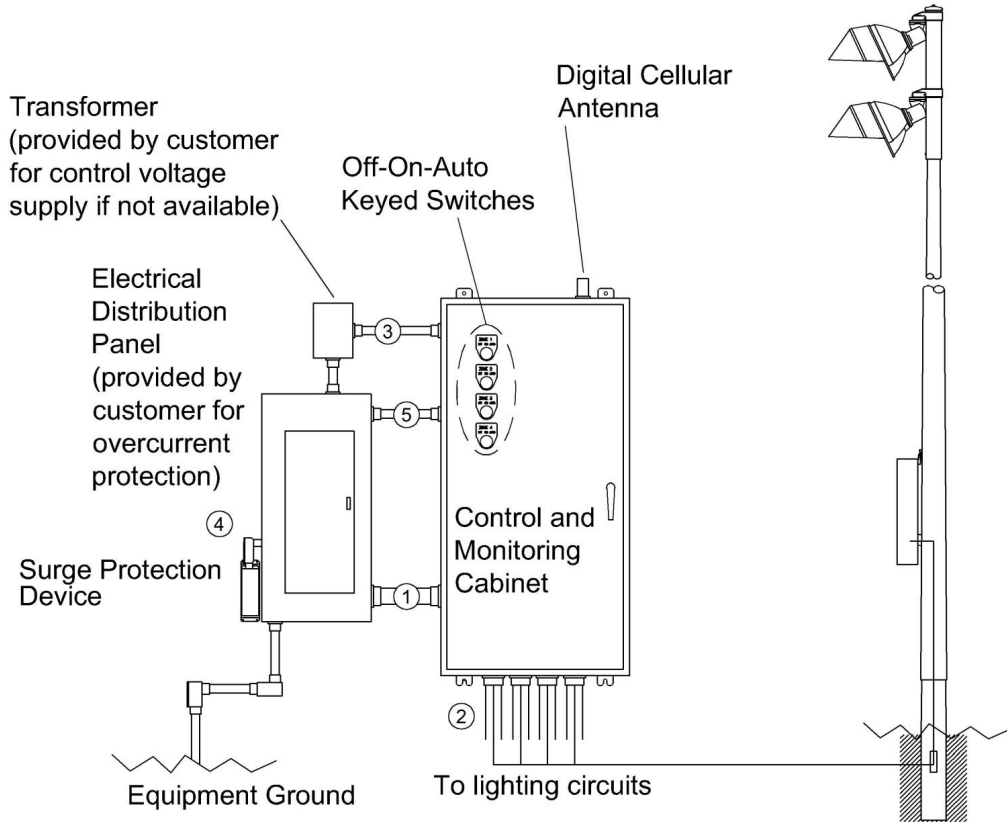 Digital Cellular
Antenna
Transformer
(provided by customer
for control voltage
supply if not available)
Off-On-Auto
Keyed Switches
Electrical
Distribution
Panel
(provided by
customer for
overcurrent
protection)
3
5
4
Surge Protection
Device
1
Control and
Monitoring
Cabinet
2
To lighting circuits
Equipment Ground
ZONE 1